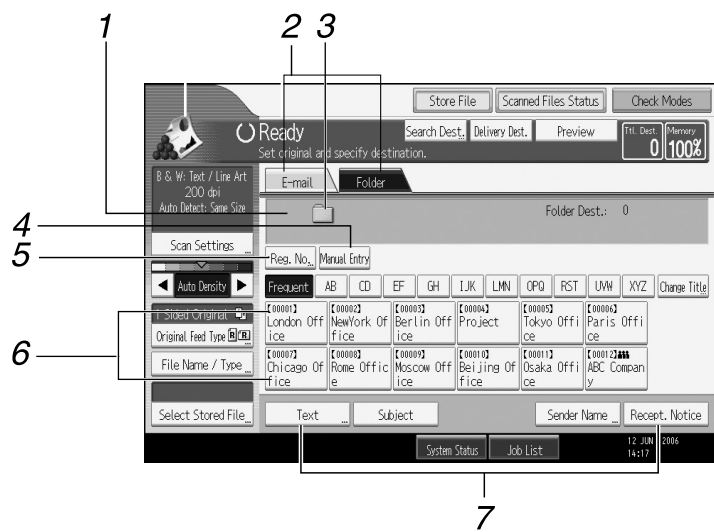 1
2
3
Store File
Scanned Files Status
Check Modes
Ready
Search Dest.
Delivery Dest.
Preview
Ttl. Dest.
0
Memory
100%
Set original and specify destination.
B & W: Text / Line Art
200 dpi
Auto Detect: Same Size
E-mail
Folder
Folder Dest.: 0
4
5
Scan Settings
Reg. No.
Manual Entry
Auto Density
Frequent
AB
CD
EF
GH
IJK
LMN
OPQ
RST
UVW
XYZ
Change Title
6
1 Sided Original
Original Feed Type
R R
File Name / Type
Select Stored File
【00001】
London Off
ice
【00002】
NewYork Of
fice
【00003】
Berlin Off
ice
【00004】
Project
【00005】
Tokyo Offi
ce
【00006】
Paris Offi
ce
【00007】
Chicago Of
fice
【00008】
Rome Offic
e
【00009】
Moscow Off
ice
【00010】
Beijing Of
fice
【00011】
Osaka Offi
ce
【00012】
ABC Compan
y
Text
Subject
Sender Name
Recept. Notice
System Status
Job List
12 JUN 2006
14:17
7